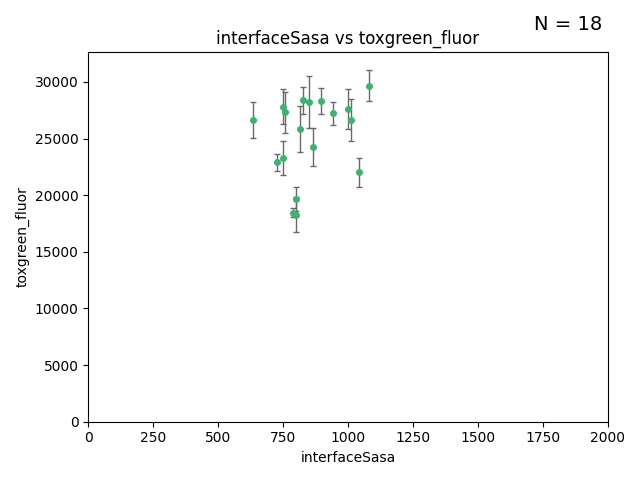 N = 18
interfaceSasa vs toxgreen_fluor
30000
25000
20000
15000
10000
5000
0
toxgreen_fluor
0 250 500 750 1000 1250 1500 1750 2000
interfaceSasa